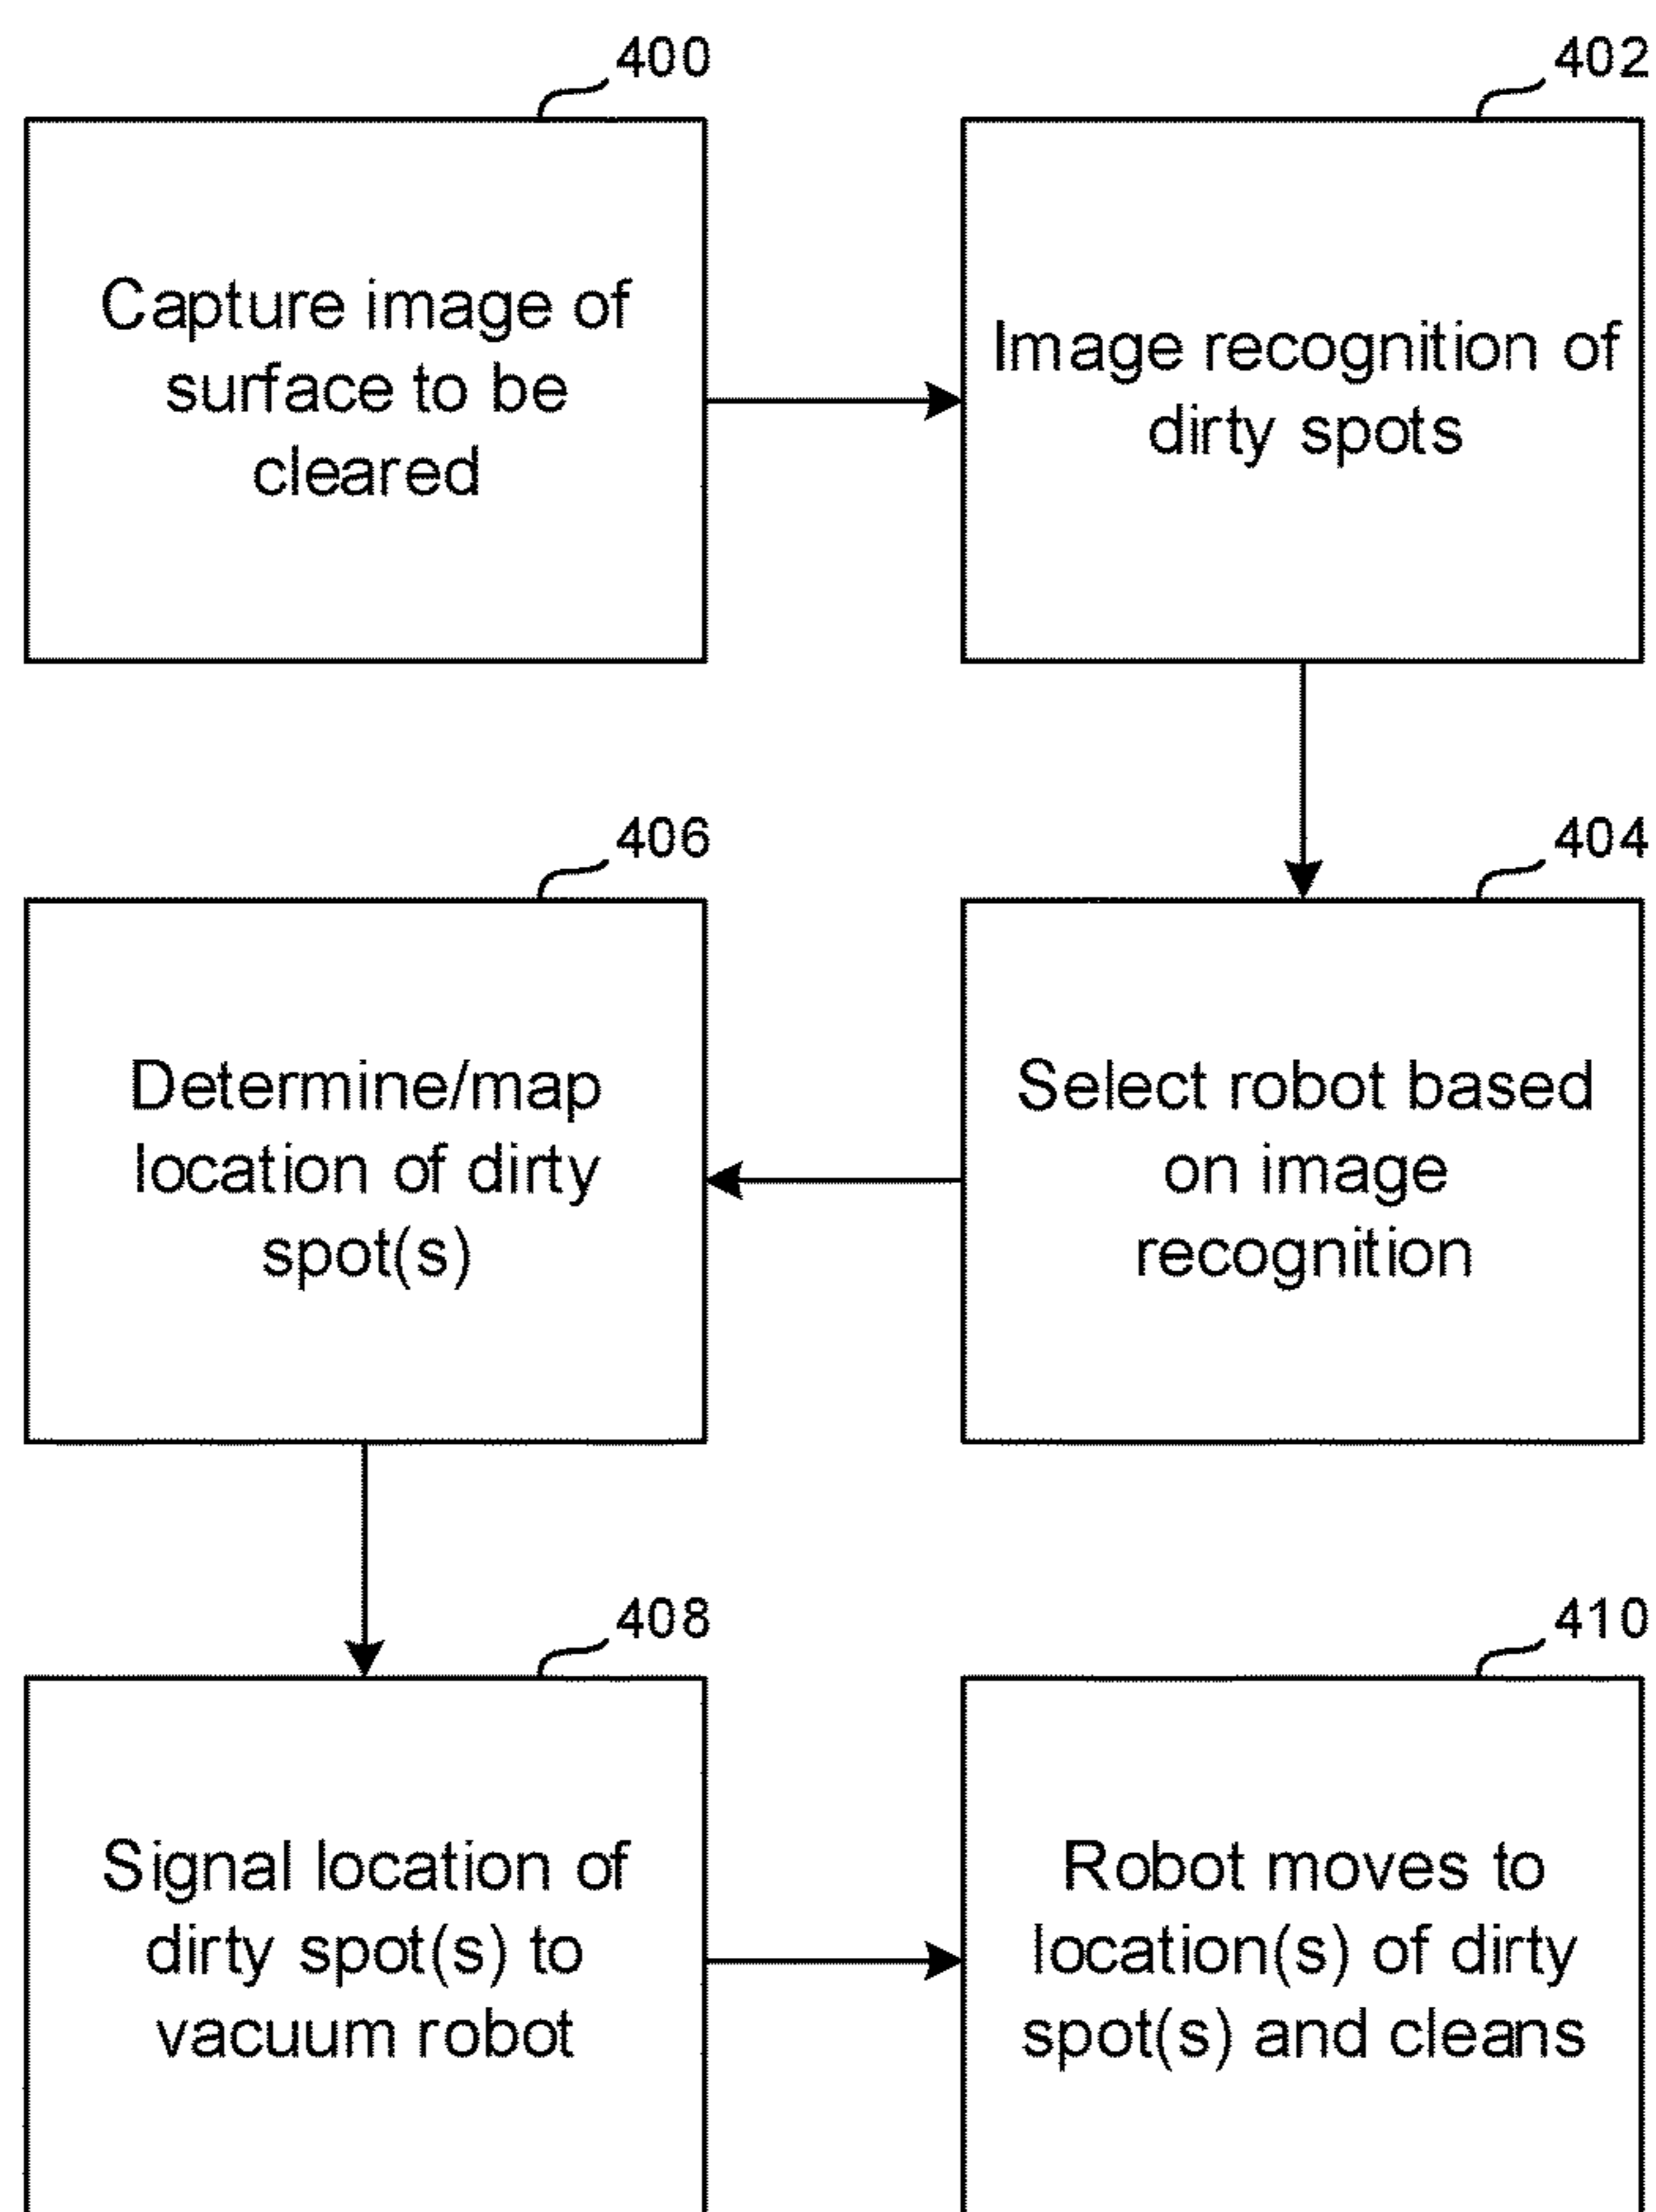 400
Capture image of
surface to be
cleared
402
Image recognition of
dirty spots
404
Select robot based
on image
recognition
406
Determine/map
location of dirty
spot(s)
408
Signal location of
dirty spot(s) to
vacuum robot
410
Robot moves to
location(s) of dirty
spot(s) and cleans